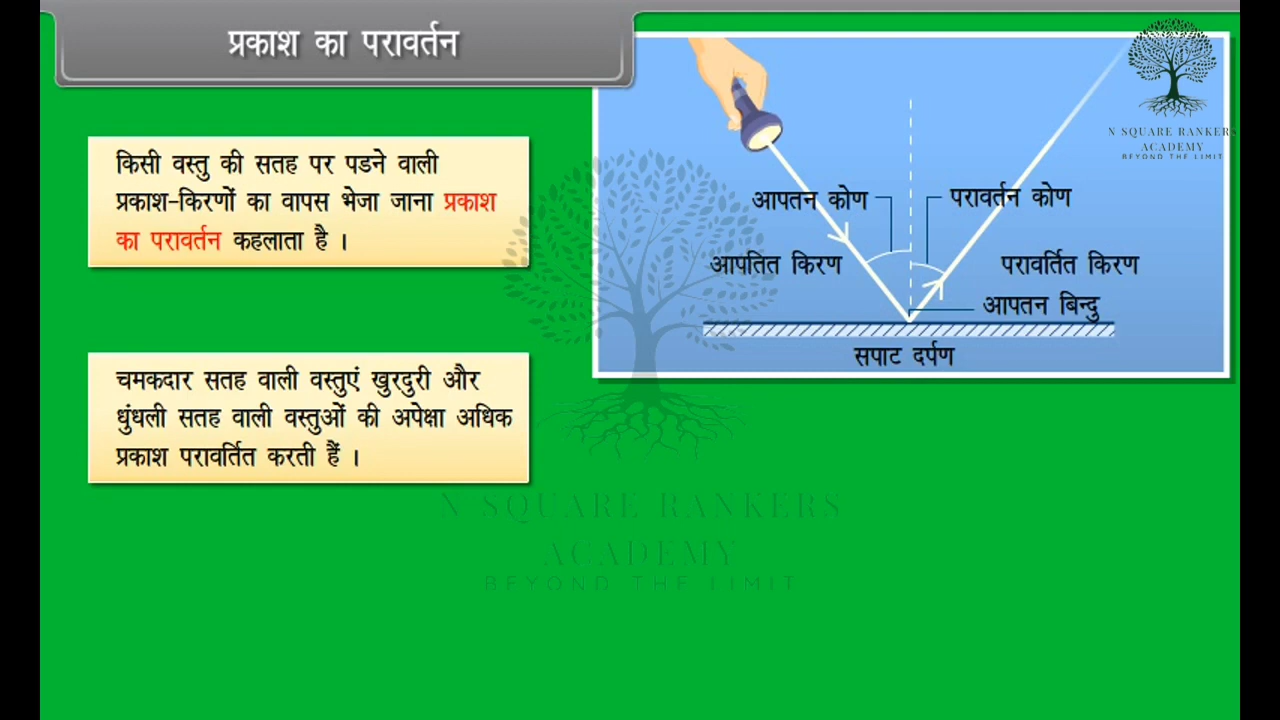 प्रकाश का परावर्तन
किसी वस्तु की सतह पर पडने वाली
प्रकाश-किरणों का वापस भेजा जाना प्रकाश
का परावर्तन कहलाता है ।
चमकदार सतह वाली वस्तुएं खुरदुरी और
धुंधली सतह वाली वस्तुओं की अपेक्षा अधिक
प्रकाश परावर्तित करती हैं ।
आपतन कोण
परावर्तन कोण
आपतित किरण
परावर्तित किरण
आपतन बिन्दु
सपाट दर्पण
N SQUARE RANKERS
ACADEMY
BEYOND THE LIMIT
N SQUARE RANKERS
ACADEMY
BEYOND THE LIMIT